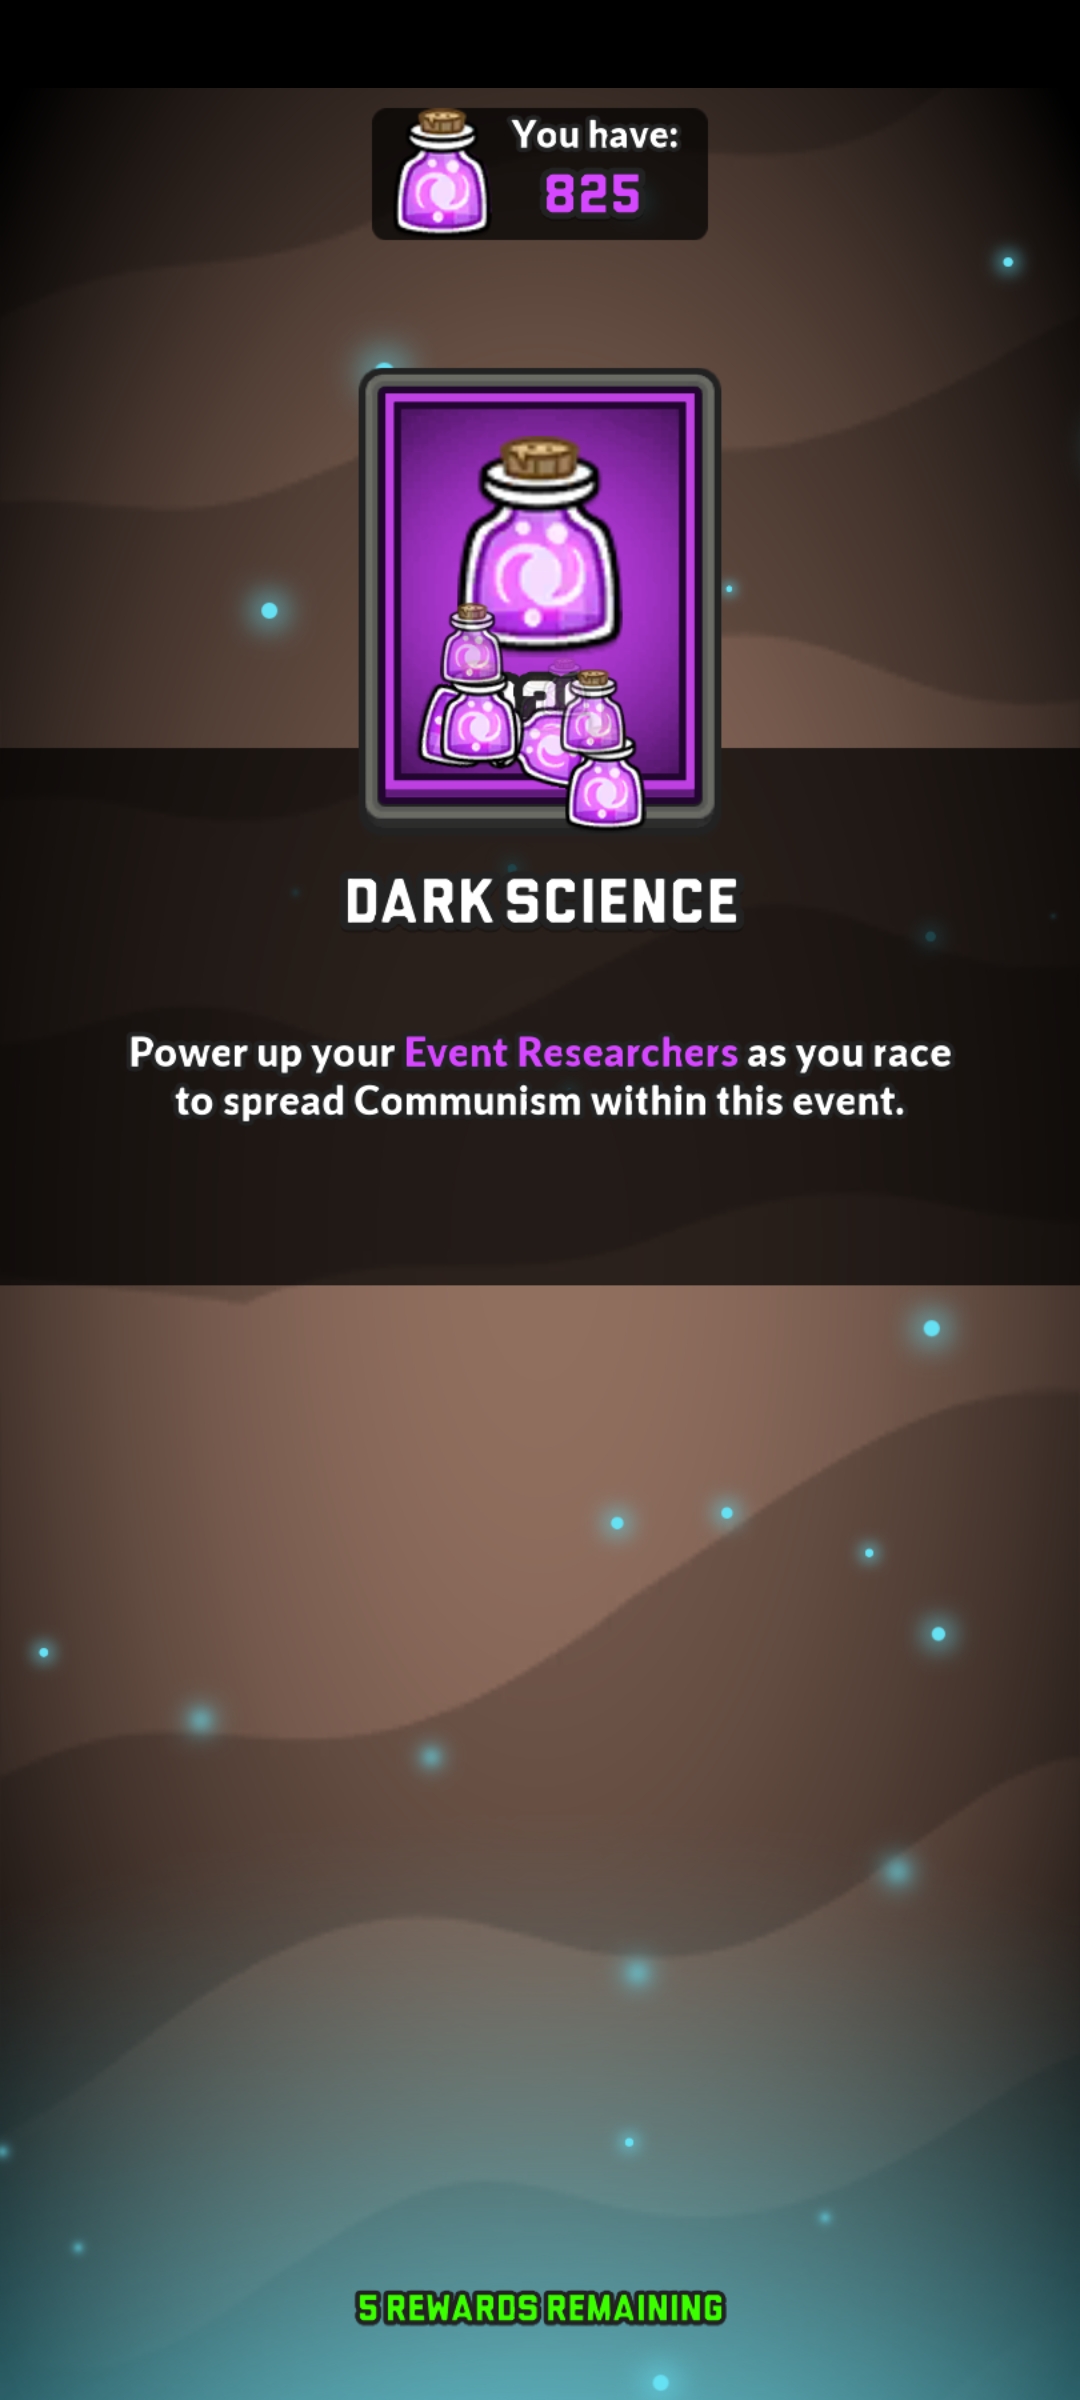 You have:
825
DARK SCIENCE
Power up your Event Researchers as you race
to spread Communism within this event.
5 REWARDS REMAINING